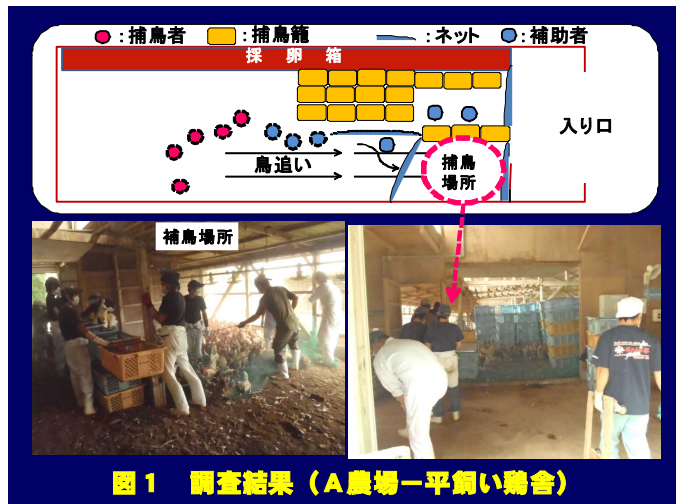 ：捕鳥者 ：捕鳥籠 ：ネット ：補助者
採卵箱
入り口
鳥追い
捕鳥
場所
補鳥場所
図１ 調査結果（Ａ農場－平飼い鶏舎）